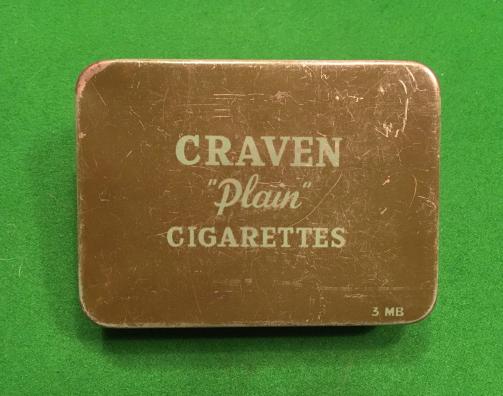 CRAVEN
"Plain"
CIGARETTES
3 MB